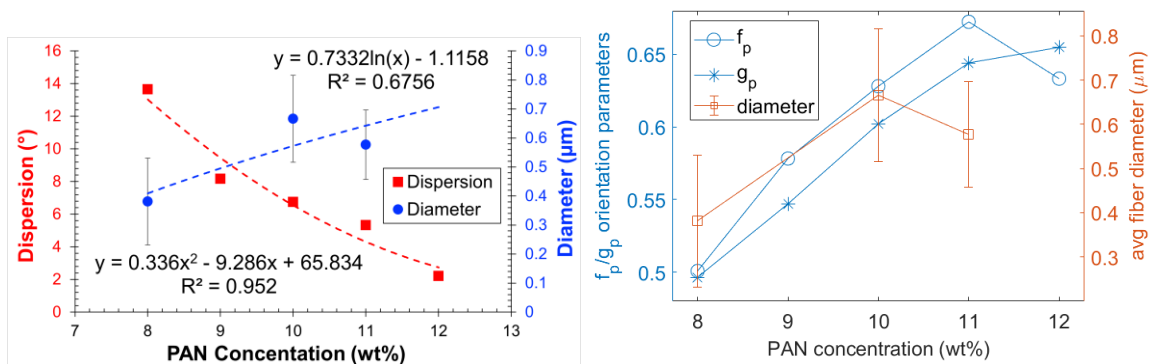 16
14
12
10
8
6
4
2
0
Dispersion (°)
y = 0.7332ln(x) - 1.1158
R² = 0.6756
Dispersion
Diameter
y = 0.336x² - 9.286x + 65.834
R² = 0.952
0.9
0.8
0.7
0.6
0.5
0.4
0.3
0.2
0.1
0
Diameter (µm)
7 8 9 10 11 12 13
PAN Concentation (wt%)
0.65
0.6
0.55
0.5
fp/gp orientation parameters
fp
gp
diameter
0.8
0.7
0.6
0.5
0.4
0.3
avg fiber diameter (µm)
8 9 10 11 12
PAN concentration (wt%)